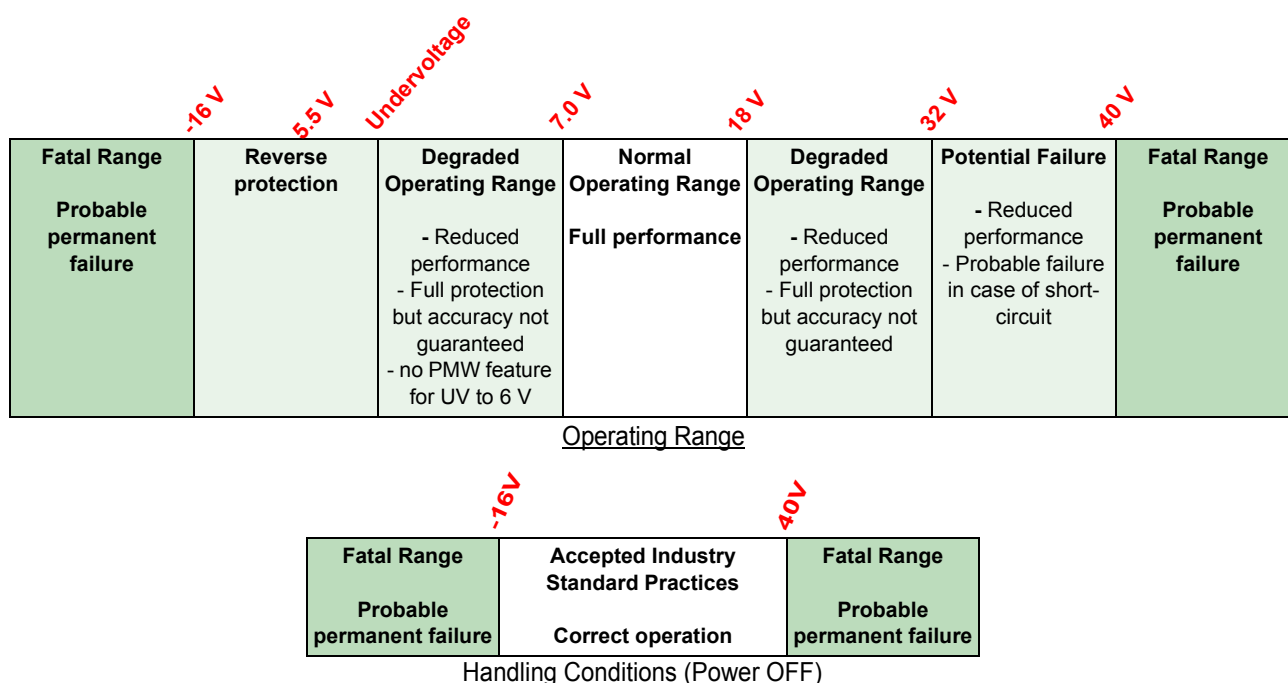 -16 V
5.5 V
Undervoltage
7.0 V
18 V
32 V
40 V
Fatal Range
Probable
permanent
failure
Reverse
protection
Degraded
Operating Range
- Reduced
performance
- Full protection
but accuracy not
guaranteed
- no PMW feature
for UV to 6 V
Normal
Operating Range
Full performance
Degraded
Operating Range
- Reduced
performance
- Full protection
but accuracy not
guaranteed
Potential Failure
- Reduced
performance
- Probable failure
in case of short-
circuit
Fatal Range
Probable
permanent
failure
Operating Range
-16V
40V
Fatal Range
Probable
permanent failure
Accepted Industry
Standard Practices
Correct operation
Fatal Range
Probable
permanent failure
Handling Conditions (Power OFF)